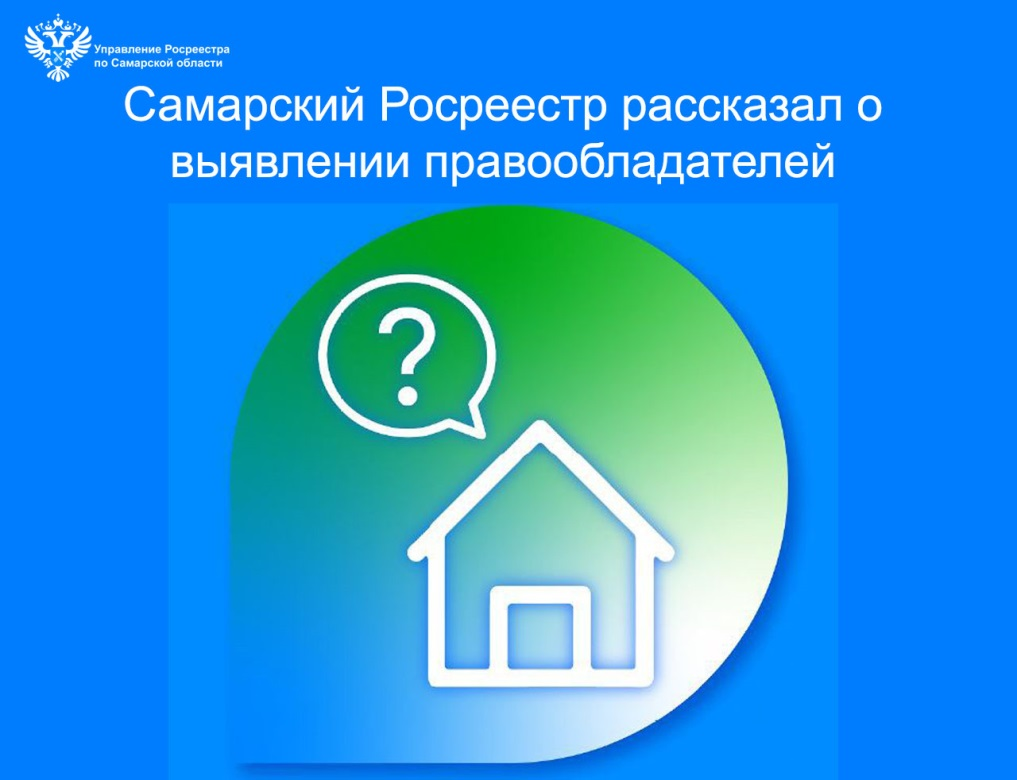 Управление Росреестра
по Самарской области
Самарский Росреестр рассказал о
выявлении правообладателей
?